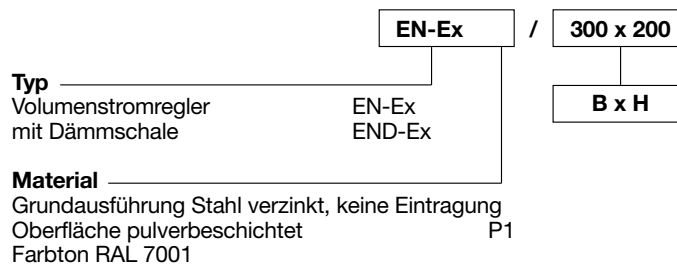 EN-Ex / 300 x 200
B x H
Typ
Volumenstromregler EN-Ex
mit Dämmschale END-Ex
Material
Grundausführung Stahl verzinkt, keine Eintragung
Oberfläche pulverbeschichtet P1
Farbton RAL 7001